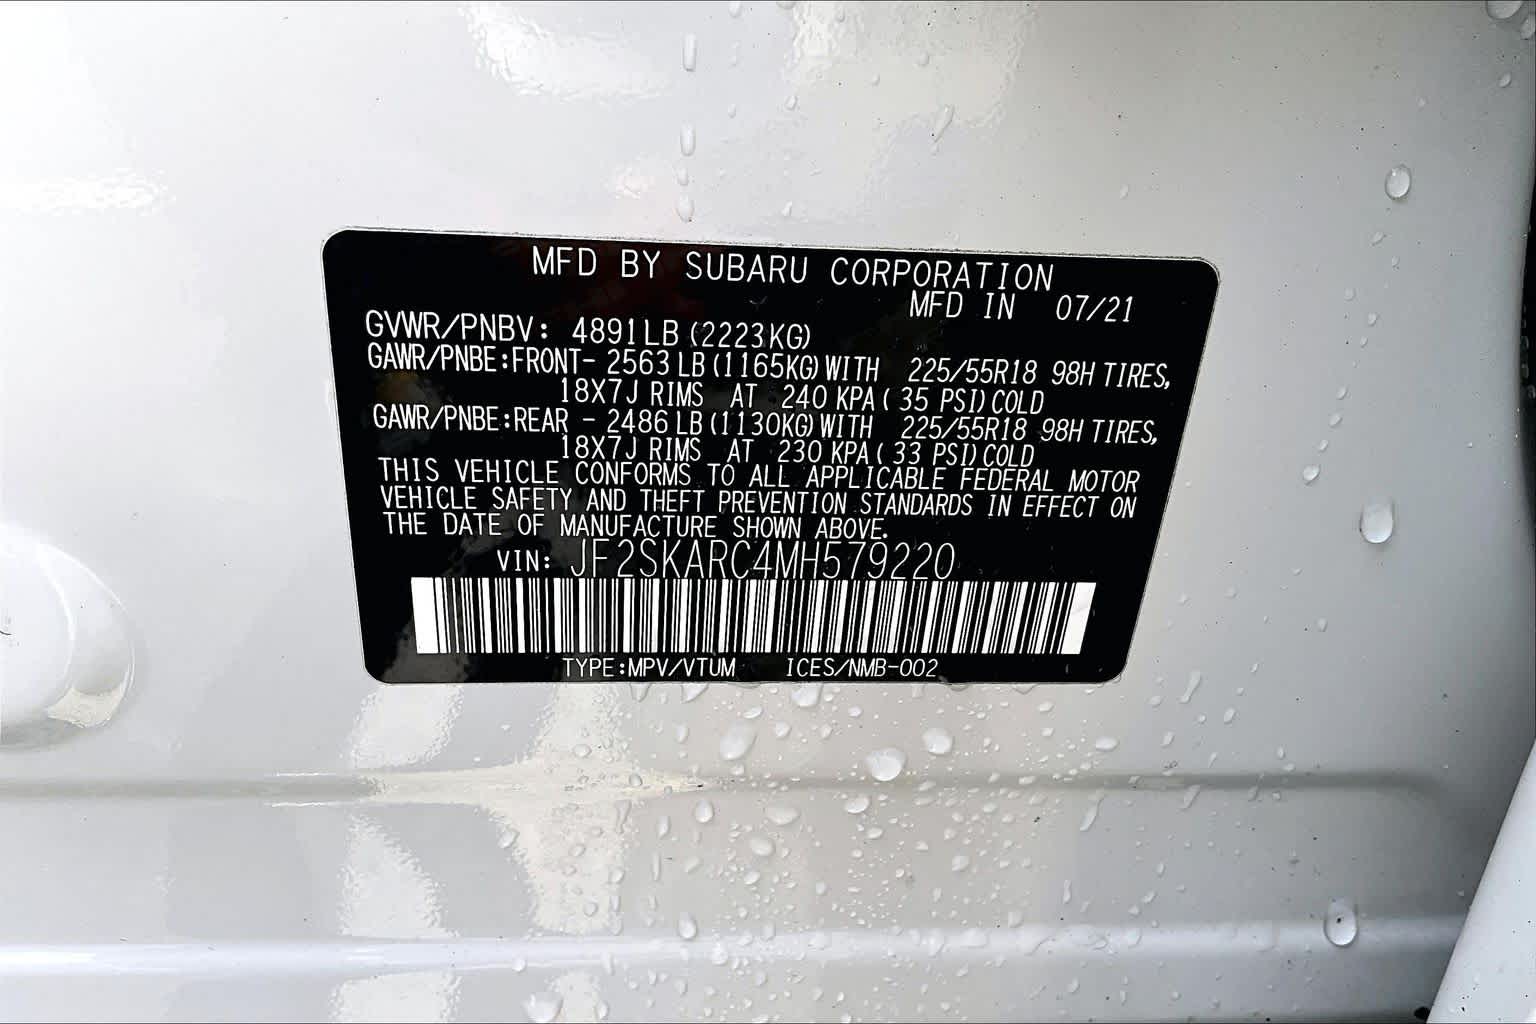 MFD BY SUBARU CORPORATION
MFD IN 07/21
GVWR/PNBV: 4891LB (2223KG)
GAWR/PNBE:FRONT- 2563 LB (1165KG) WITH 225/55R18 98H TIRES,
18X7J RIMS AT 240 KPA ( 35 PSI) COLD
GAWR/PNBE:REAR - 2486 LB (1130KG) WITH 225/55R18 98H TIRES,
18X7J RIMS AT 230 KPA ( 33 PSI) COLD
THIS VEHICLE CONFORMS TO ALL APPLICABLE FEDERAL MOTOR
VEHICLE SAFETY AND THEFT PREVENTION STANDARDS IN EFFECT ON
THE DATE OF MANUFACTURE SHOWN ABOVE.
VIN: JF2SKARC4MH579220
TYPE:MPV/VTUM ICES/NMB-002